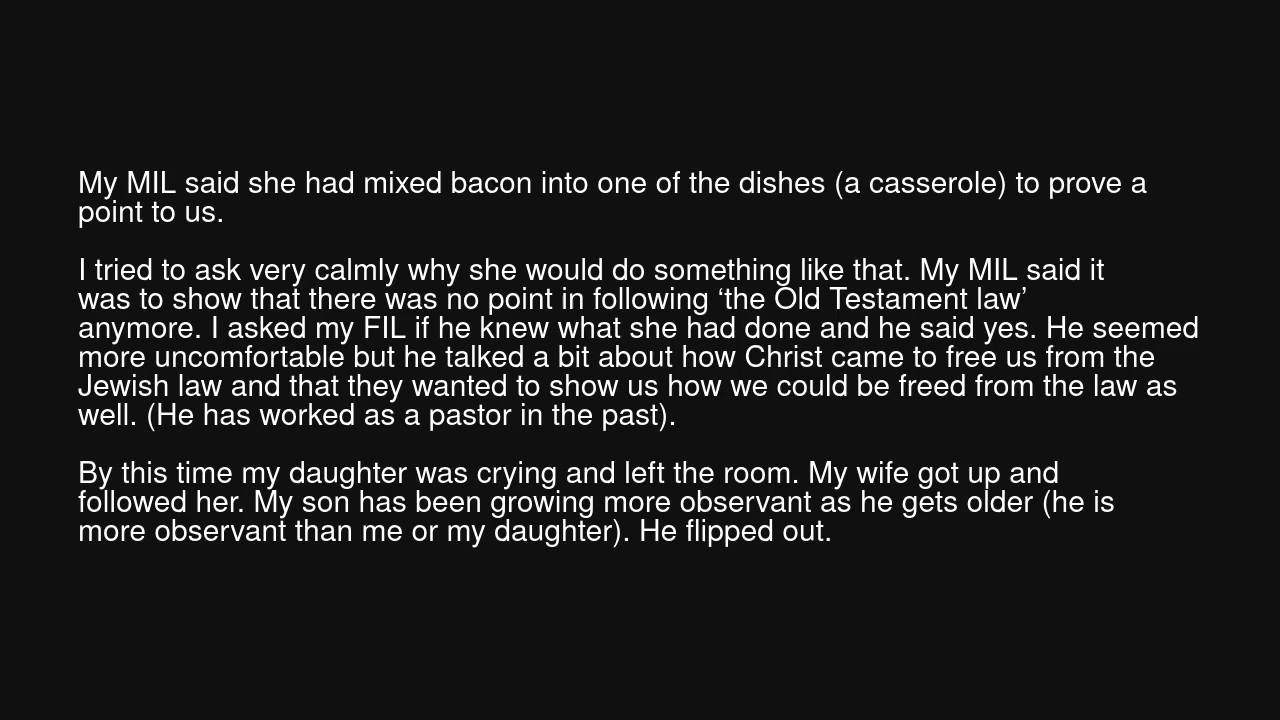 My MIL said she had mixed bacon into one of the dishes (a casserole) to prove a
point to us.
I tried to ask very calmly why she would do something like that. My MIL said it
was to show that there was no point in following ‘the Old Testament law’
anymore. I asked my FIL if he knew what she had done and he said yes. He seemed
more uncomfortable but he talked a bit about how Christ came to free us from the
Jewish law and that they wanted to show us how we could be freed from the law as
well. (He has worked as a pastor in the past).
By this time my daughter was crying and left the room. My wife got up and
followed her. My son has been growing more observant as he gets older (he is
more observant than me or my daughter). He flipped out.